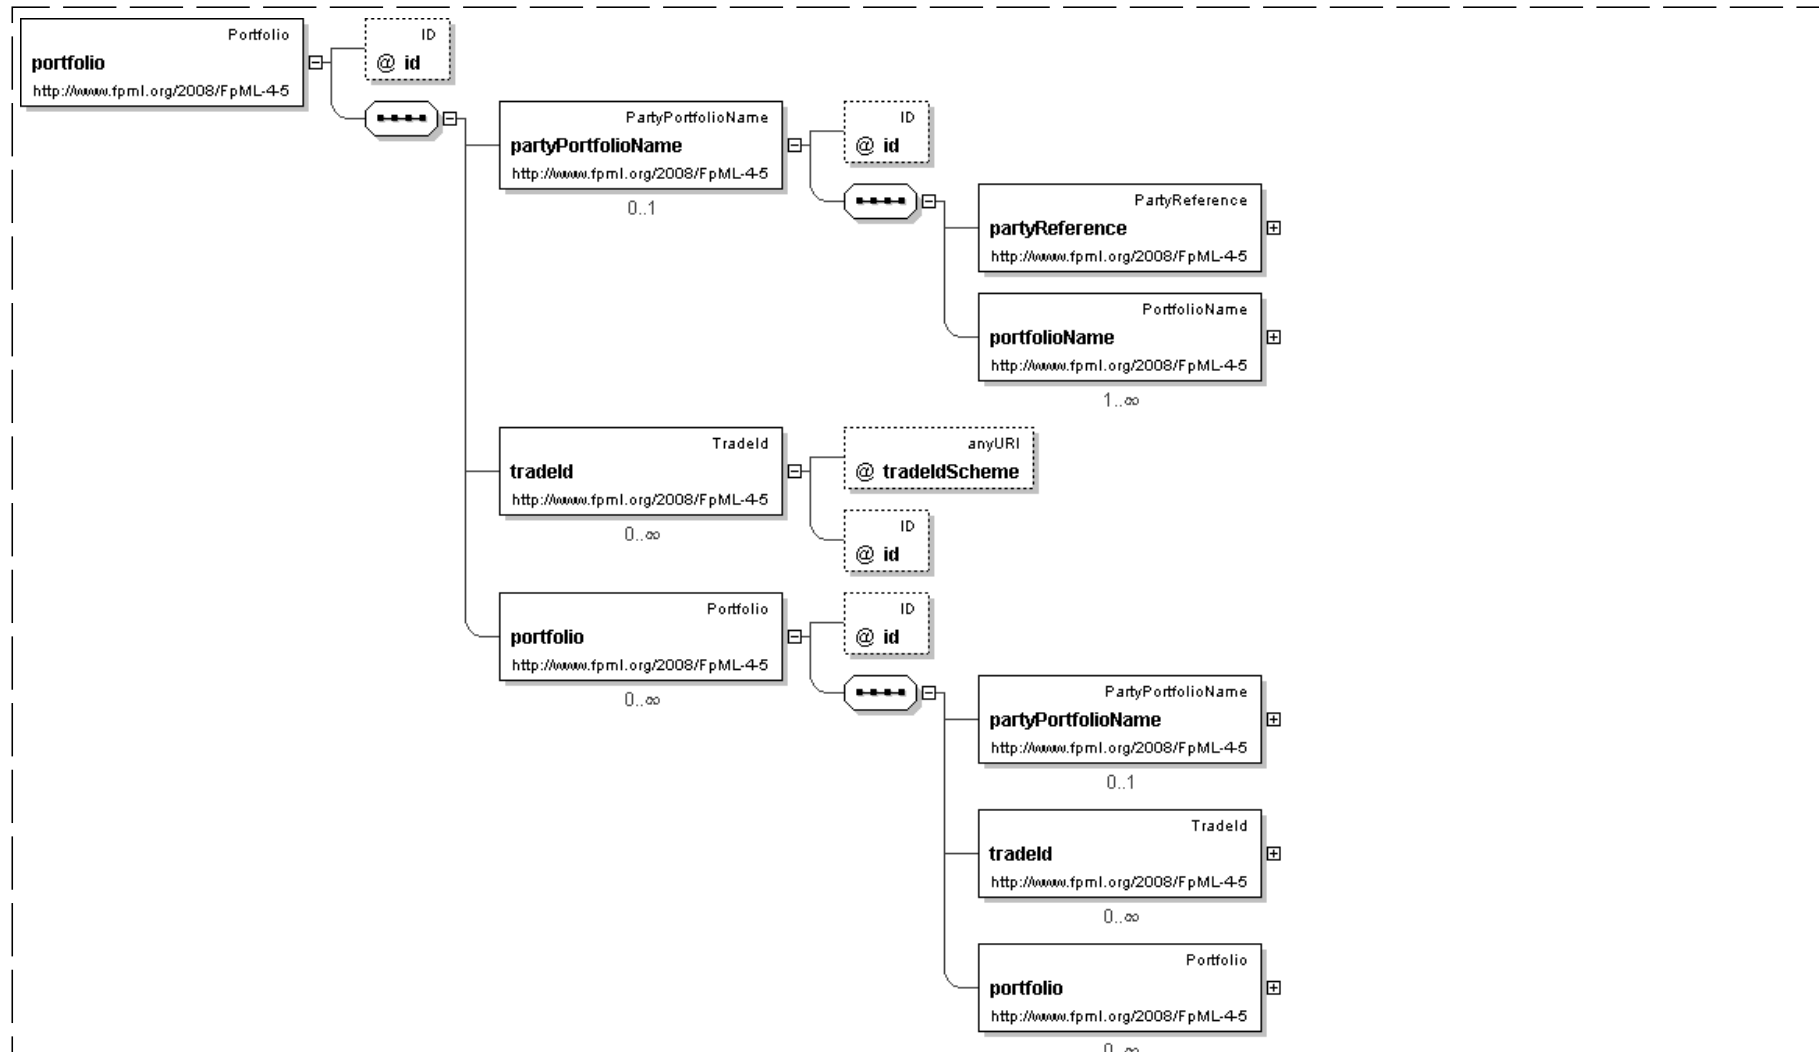 Portfolio
portfolio
http://www.fpml.org/2008/FpML-4-5
ID
@ id
PartyPortfolioName
partyPortfolioName
http://www.fpml.org/2008/FpML-4-5
0..1
ID
@ id
PartyReference
partyReference
http://www.fpml.org/2008/FpML-4-5
PortfolioName
portfolioName
http://www.fpml.org/2008/FpML-4-5
1..∞
TradeId
tradeId
http://www.fpml.org/2008/FpML-4-5
0..∞
anyURI
@ tradeIdScheme
ID
@ id
Portfolio
portfolio
http://www.fpml.org/2008/FpML-4-5
0..∞
ID
@ id
PartyPortfolioName
partyPortfolioName
http://www.fpml.org/2008/FpML-4-5
0..1
TradeId
tradeId
http://www.fpml.org/2008/FpML-4-5
0..∞
Portfolio
portfolio
http://www.fpml.org/2008/FpML-4-5
0..∞